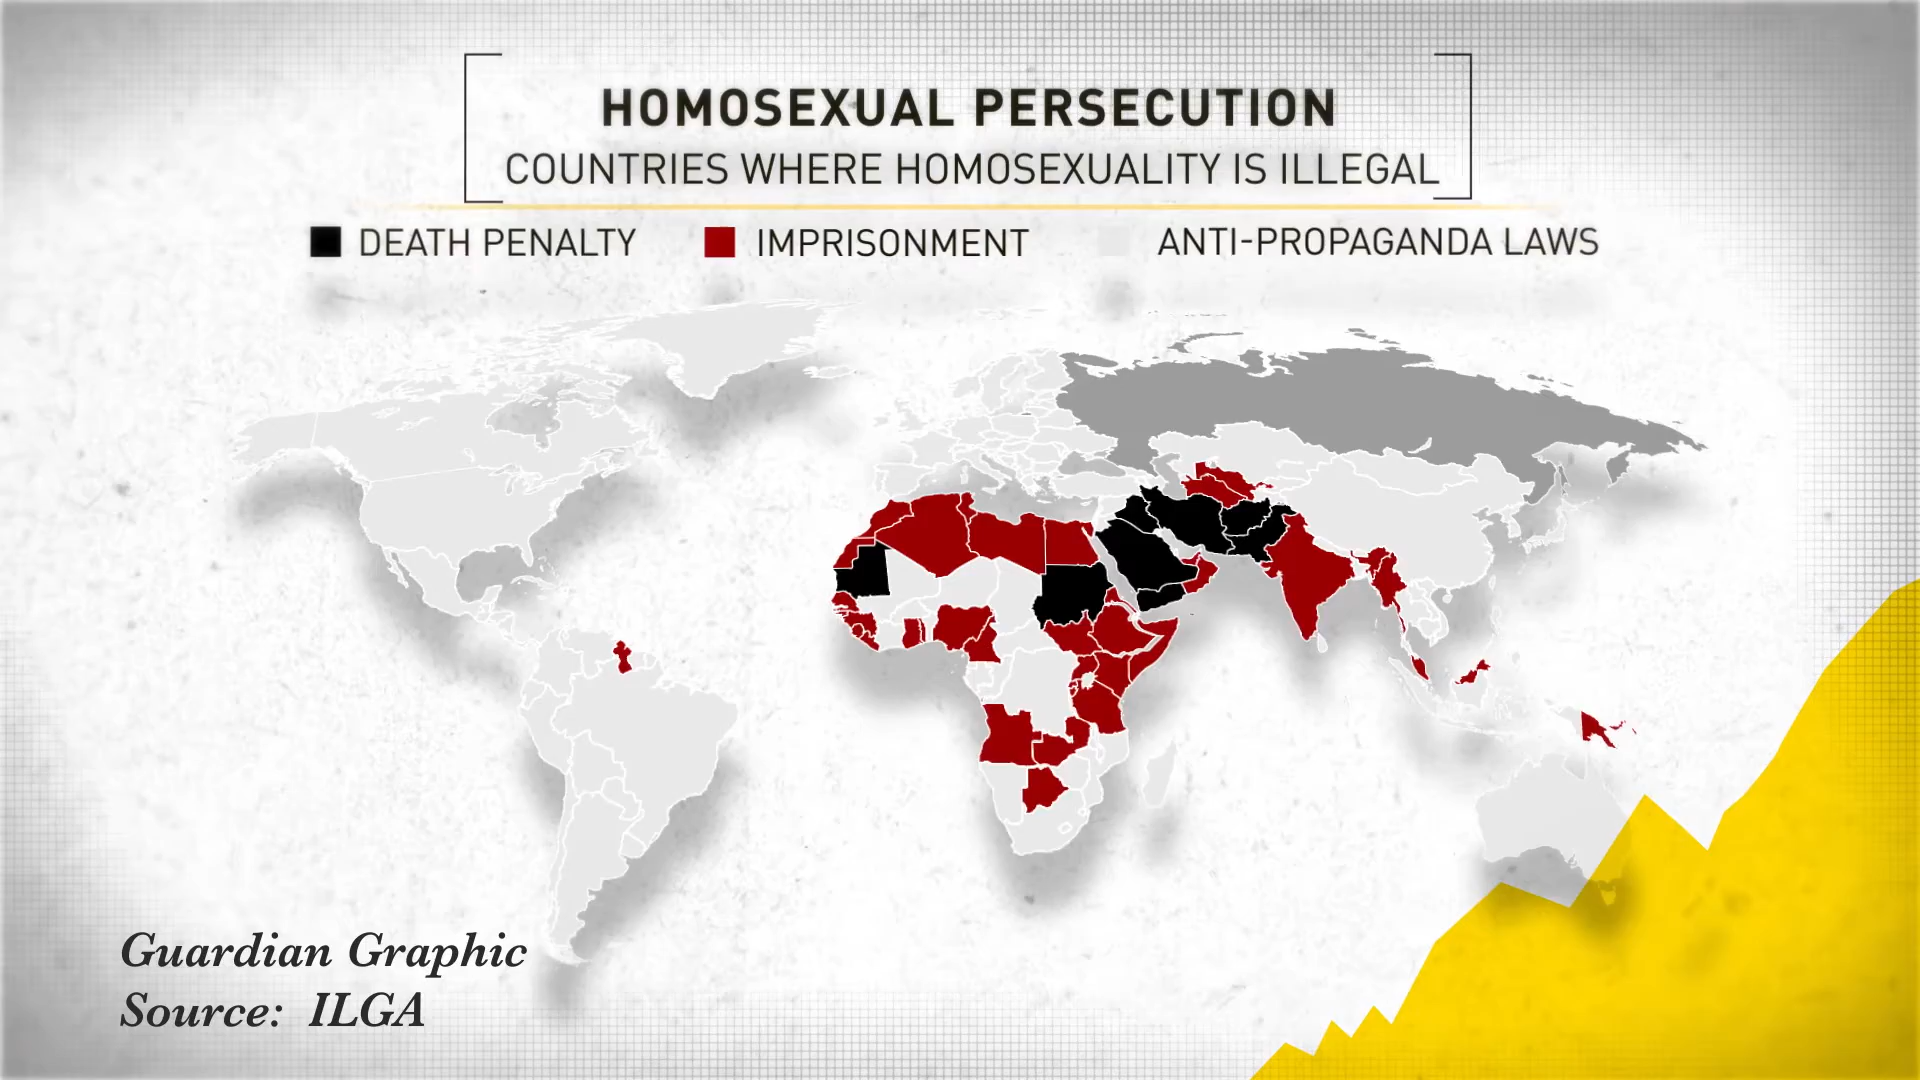 HOMOSEXUAL PERSECUTION
COUNTRIES WHERE HOMOSEXUALITY IS ILLEGAL
DEATH PENALTY IMPRISONMENT ANTI-PROPAGANDA LAWS
Guardian Graphic
Source: ILGA